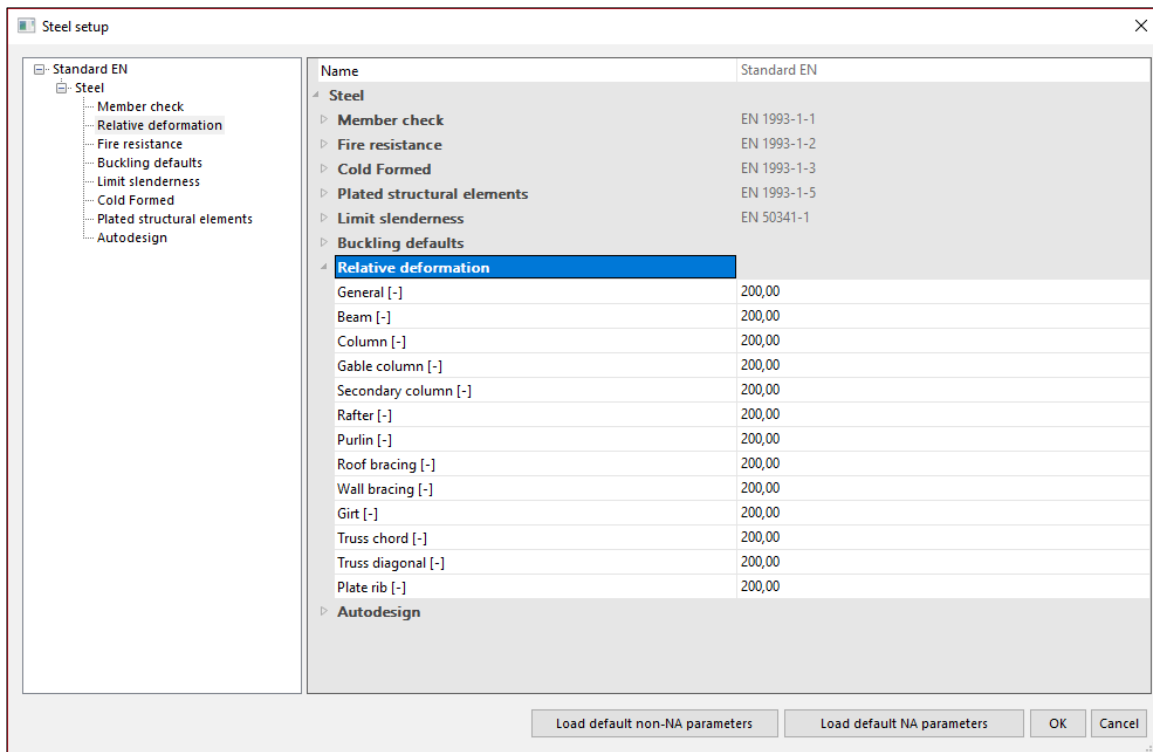 Steel setup
Standard EN
Steel
Member check
Relative deformation
Fire resistance
Buckling defaults
Limit slenderness
Cold Formed
Plated structural elements
Autodesign
Name Standard EN
Steel
Member check EN 1993-1-1
Fire resistance EN 1993-1-2
Cold Formed EN 1993-1-3
Plated structural elements EN 1993-1-5
Limit slenderness EN 50341-1
Buckling defaults
Relative deformation
General [-] 200,00
Beam [-] 200,00
Column [-] 200,00
Gable column [-] 200,00
Secondary column [-] 200,00
Rafter [-] 200,00
Purlin [-] 200,00
Roof bracing [-] 200,00
Wall bracing [-] 200,00
Girt [-] 200,00
Truss chord [-] 200,00
Truss diagonal [-] 200,00
Plate rib [-] 200,00
Autodesign
Load default non-NA parameters Load default NA parameters OK Cancel